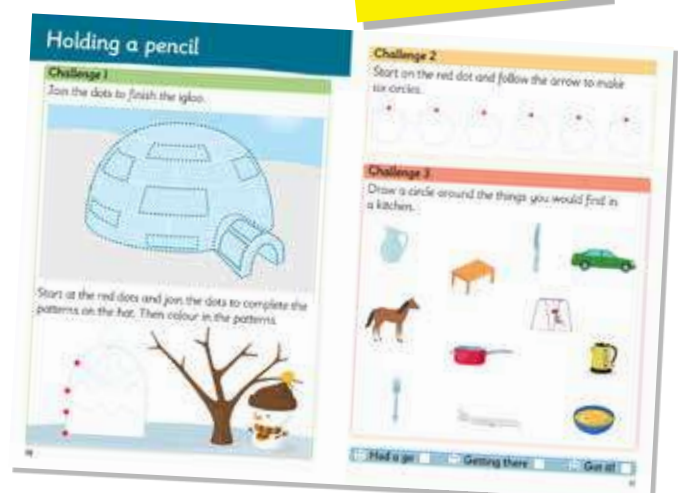 Holding a pencil
Challenge 1
Join the dots to finish the igloo.
Start at the red dots and join the dots to complete the
patterns on the hat. Then colour in the patterns.
Challenge 2
Start on the red dot and follow the arrow to make
six circles.
Challenge 3
Draw a circle around the things you would find in
a kitchen.
Had a go
Getting there
Got it!